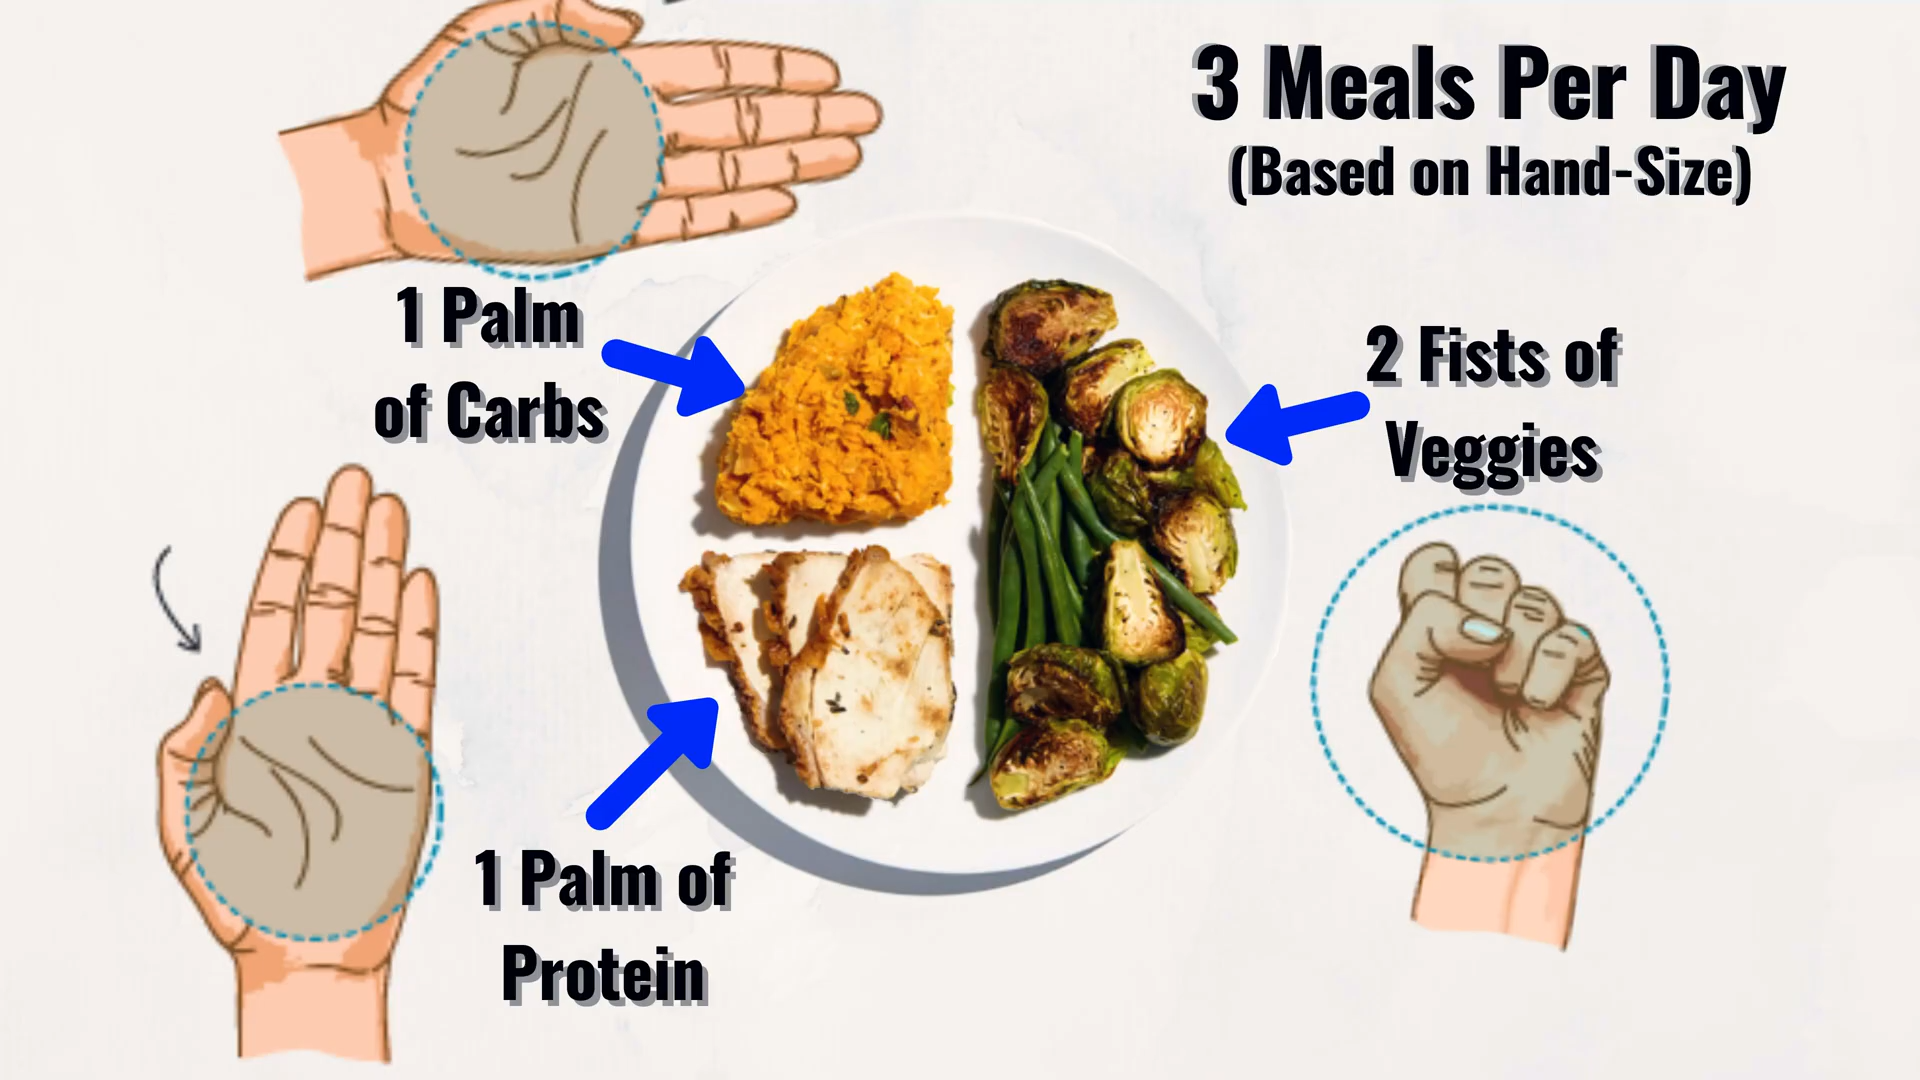 3 Meals Per Day
(Based on Hand-Size)
1 Palm
of Carbs
2 Fists of
Veggies
1 Palm of
Protein